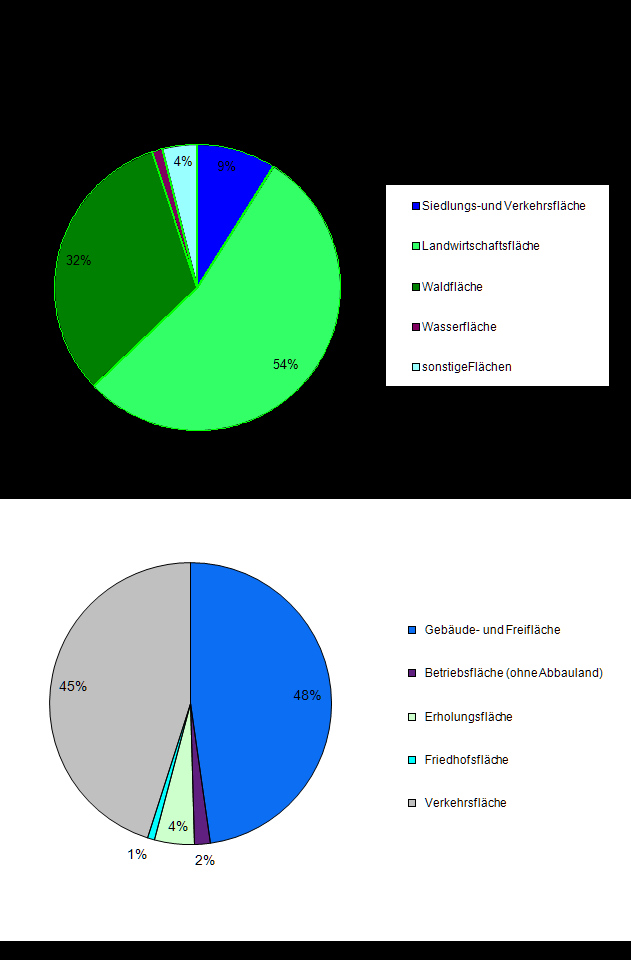 4%
9%
32%
54%
Siedlungs-und Verkehrsfläche
Landwirtschaftsfläche
Waldfläche
Wasserfläche
sonstigeFlächen
45%
48%
4%
1%
2%
Gebäude- und Freifläche
Betriebsfläche (ohne Abbauland)
Erholungsfläche
Friedhofsfläche
Verkehrsfläche